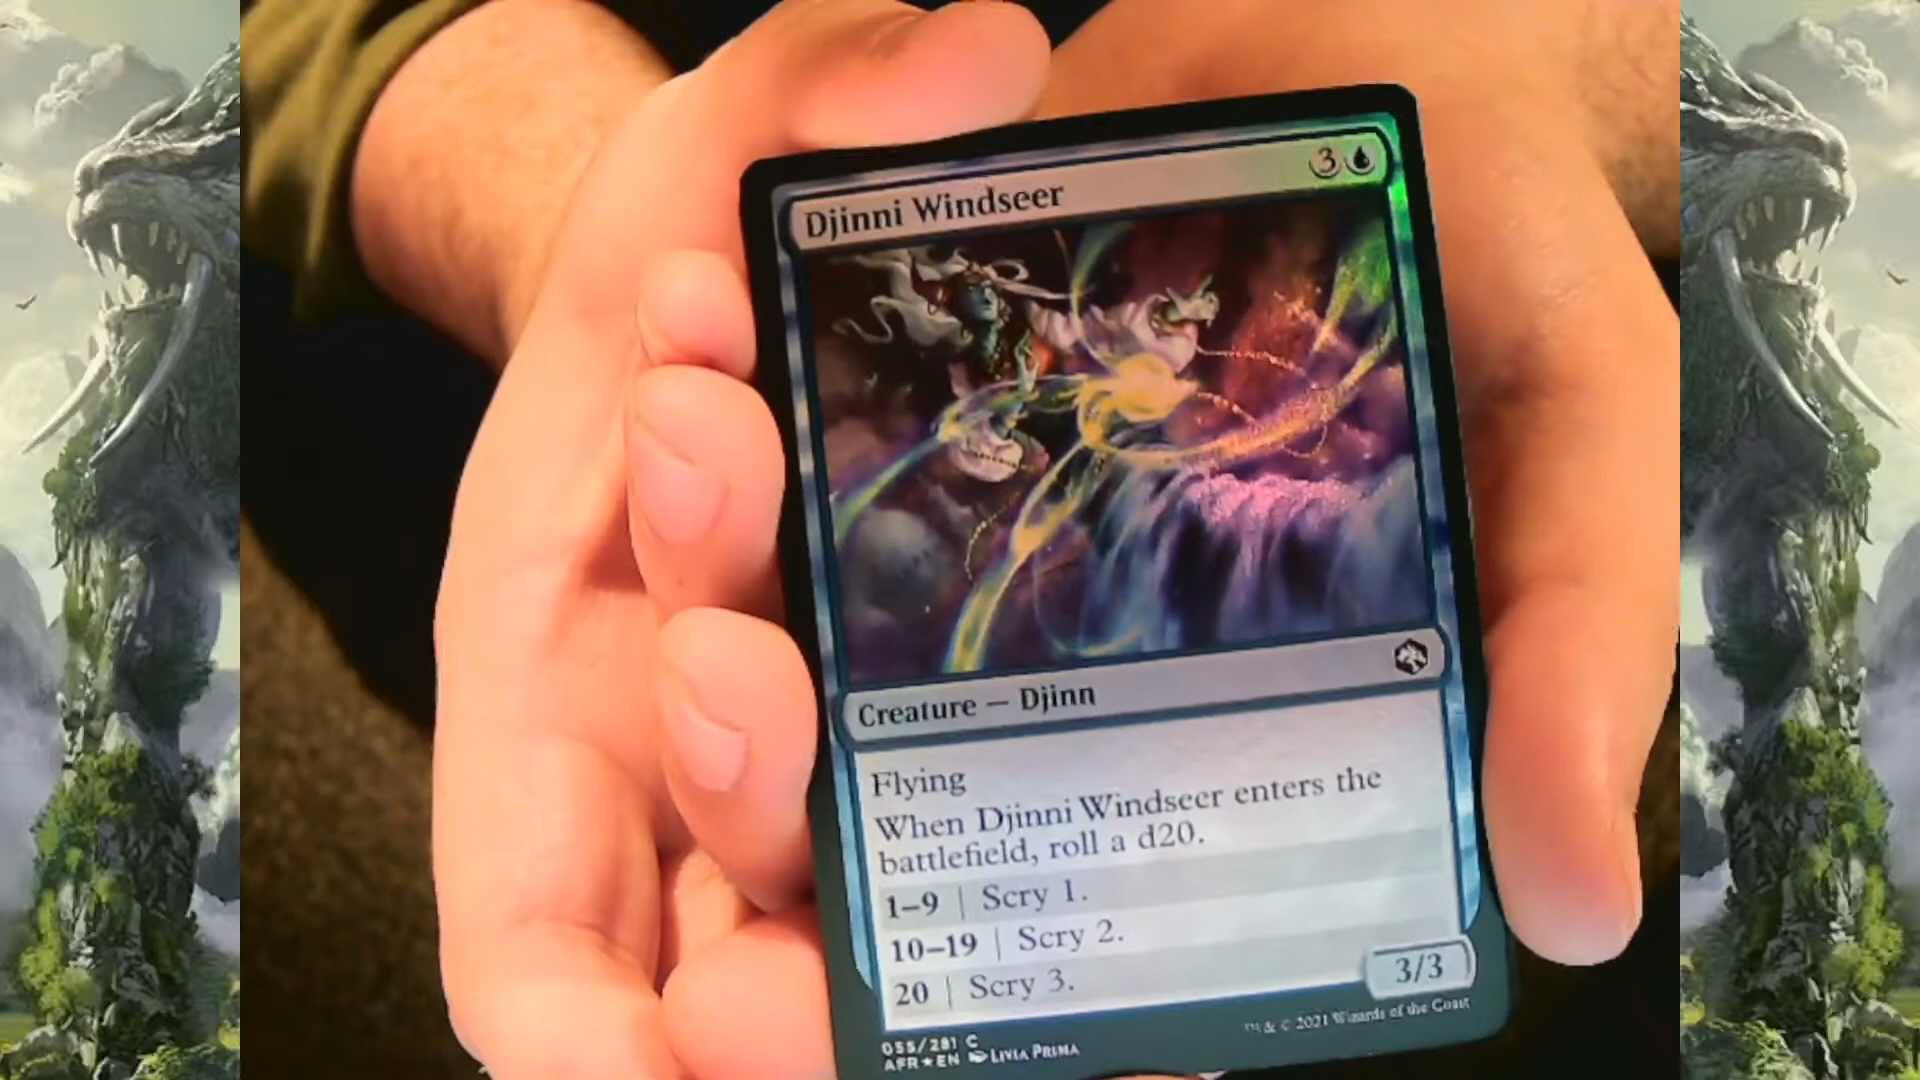 Djinni Windseer
3
Creature — Djinn
Flying
When Djinni Windseer enters the
battlefield, roll a d20.
1–9 | Scry 1.
10–19 | Scry 2.
20 | Scry 3.
3/3
055/281 C
AFR★EN LIVIA PRIMA
™ & © 2021 Wizards of the Coast